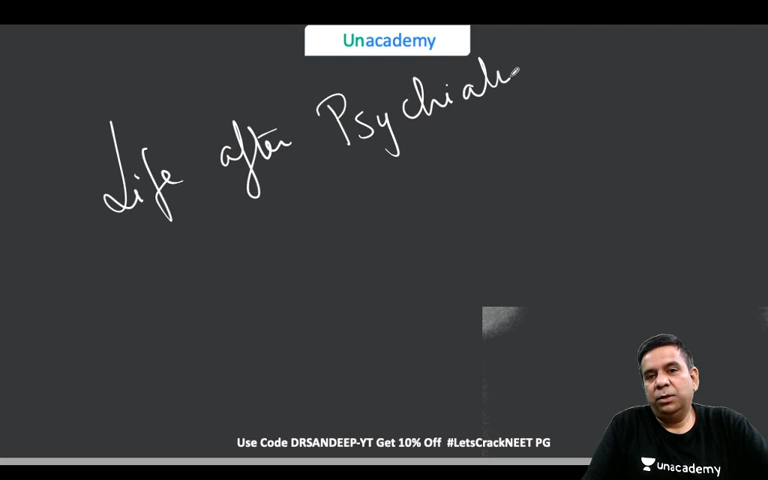 Unacademy
Life after Psychiat
Use Code DRSANDEEP-YT Get 10% Off #LetsCrackNEET PG
unacademy